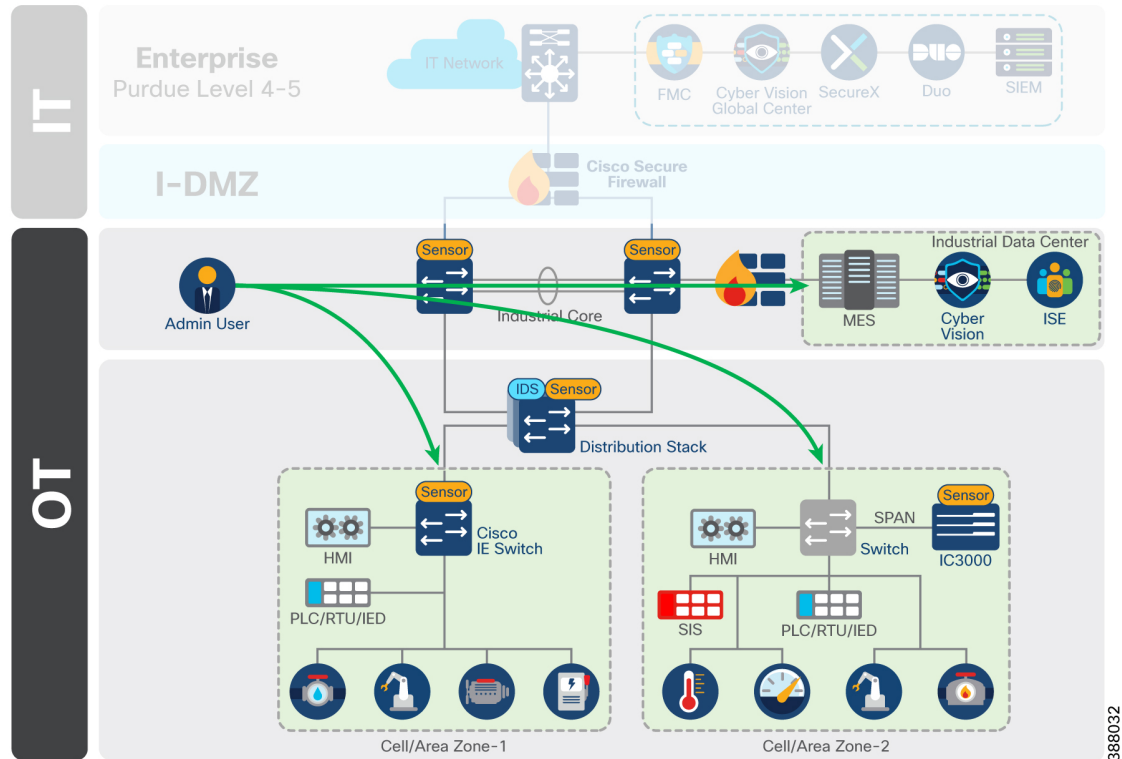 IT
Enterprise
Purdue Level 4-5
IT Network
FMC
Cyber Vision
Global Center
SecureX
Duo
SIEM
I-DMZ
Cisco Secure
Firewall
OT
Admin User
Sensor
Sensor
Industrial Core
Industrial Data Center
MES
Cyber
Vision
ISE
IDS
Sensor
Distribution Stack
Sensor
HMI
Cisco
IE Switch
PLC/RTU/IED
Cell/Area Zone-1
HMI
Switch
SPAN
Sensor
IC3000
SIS
PLC/RTU/IED
Cell/Area Zone-2
388032